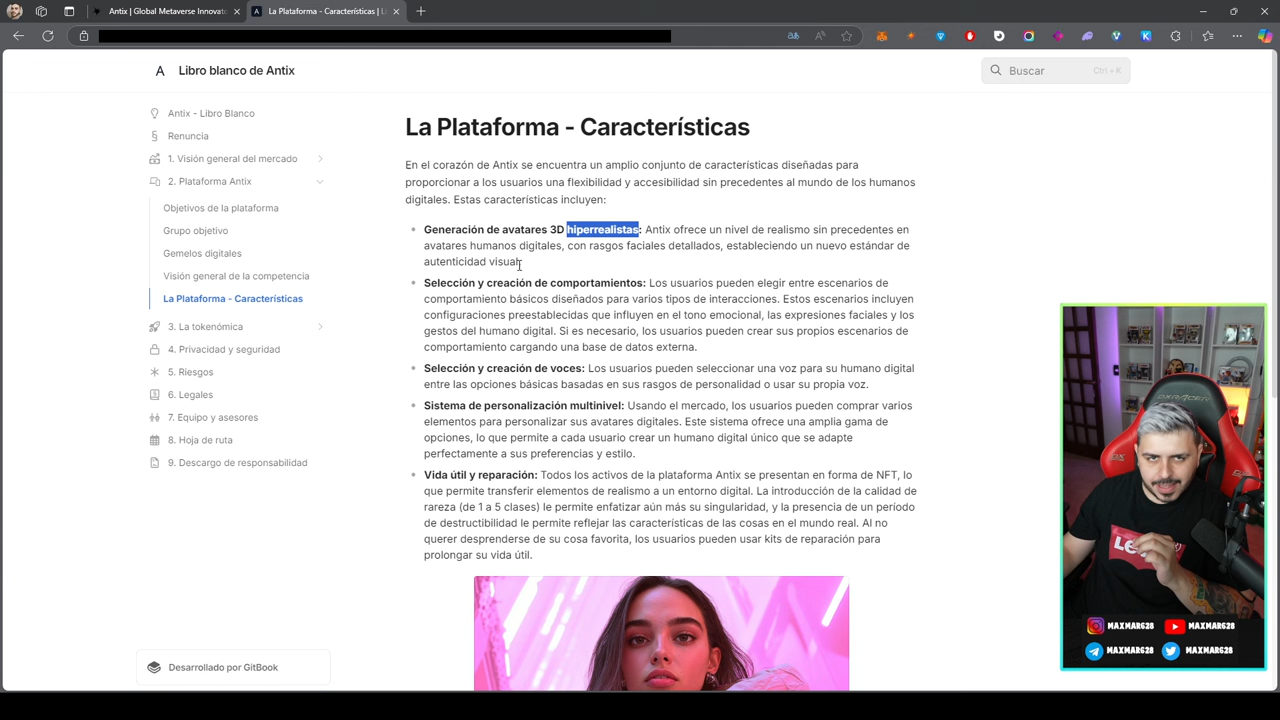 Antix | Global Metaverse Innovato
La Plataforma - Características | L
Libro blanco de Antix
Buscar
Ctrl + K
Antix - Libro Blanco
Renuncia
1. Visión general del mercado
2. Plataforma Antix
Objetivos de la plataforma
Grupo objetivo
Gemelos digitales
Visión general de la competencia
La Plataforma - Características
3. La tokenómica
4. Privacidad y seguridad
5. Riesgos
6. Legales
7. Equipo y asesores
8. Hoja de ruta
9. Descargo de responsabilidad
Desarrollado por GitBook
La Plataforma - Características
En el corazón de Antix se encuentra un amplio conjunto de características diseñadas para
proporcionar a los usuarios una flexibilidad y accesibilidad sin precedentes al mundo de los humanos
digitales. Estas características incluyen:
Generación de avatares 3D hiperrealistas: Antix ofrece un nivel de realismo sin precedentes en
avatares humanos digitales, con rasgos faciales detallados, estableciendo un nuevo estándar de
autenticidad visual.
Selección y creación de comportamientos: Los usuarios pueden elegir entre escenarios de
comportamiento básicos diseñados para varios tipos de interacciones. Estos escenarios incluyen
configuraciones preestablecidas que influyen en el tono emocional, las expresiones faciales y los
gestos del humano digital. Si es necesario, los usuarios pueden crear sus propios escenarios de
comportamiento cargando una base de datos externa.
Selección y creación de voces: Los usuarios pueden seleccionar una voz para su humano digital
entre las opciones básicas basadas en sus rasgos de personalidad o usar su propia voz.
Sistema de personalización multinivel: Usando el mercado, los usuarios pueden comprar varios
elementos para personalizar sus avatares digitales. Este sistema ofrece una amplia gama de
opciones, lo que permite a cada usuario crear un humano digital único que se adapte
perfectamente a sus preferencias y estilo.
Vida útil y reparación: Todos los activos de la plataforma Antix se presentan en forma de NFT, lo
que permite transferir elementos de realismo a un entorno digital. La introducción de la calidad de
rareza (de 1 a 5 clases) le permite enfatizar aún más su singularidad, y la presencia de un período
de destructibilidad le permite reflejar las características de las cosas en el mundo real. Al no
querer desprenderse de su cosa favorita, los usuarios pueden usar kits de reparación para
prolongar su vida útil.
DXRACER
MAXMAR628
MAXMAR628
MAXMAR628
MAXMAR628